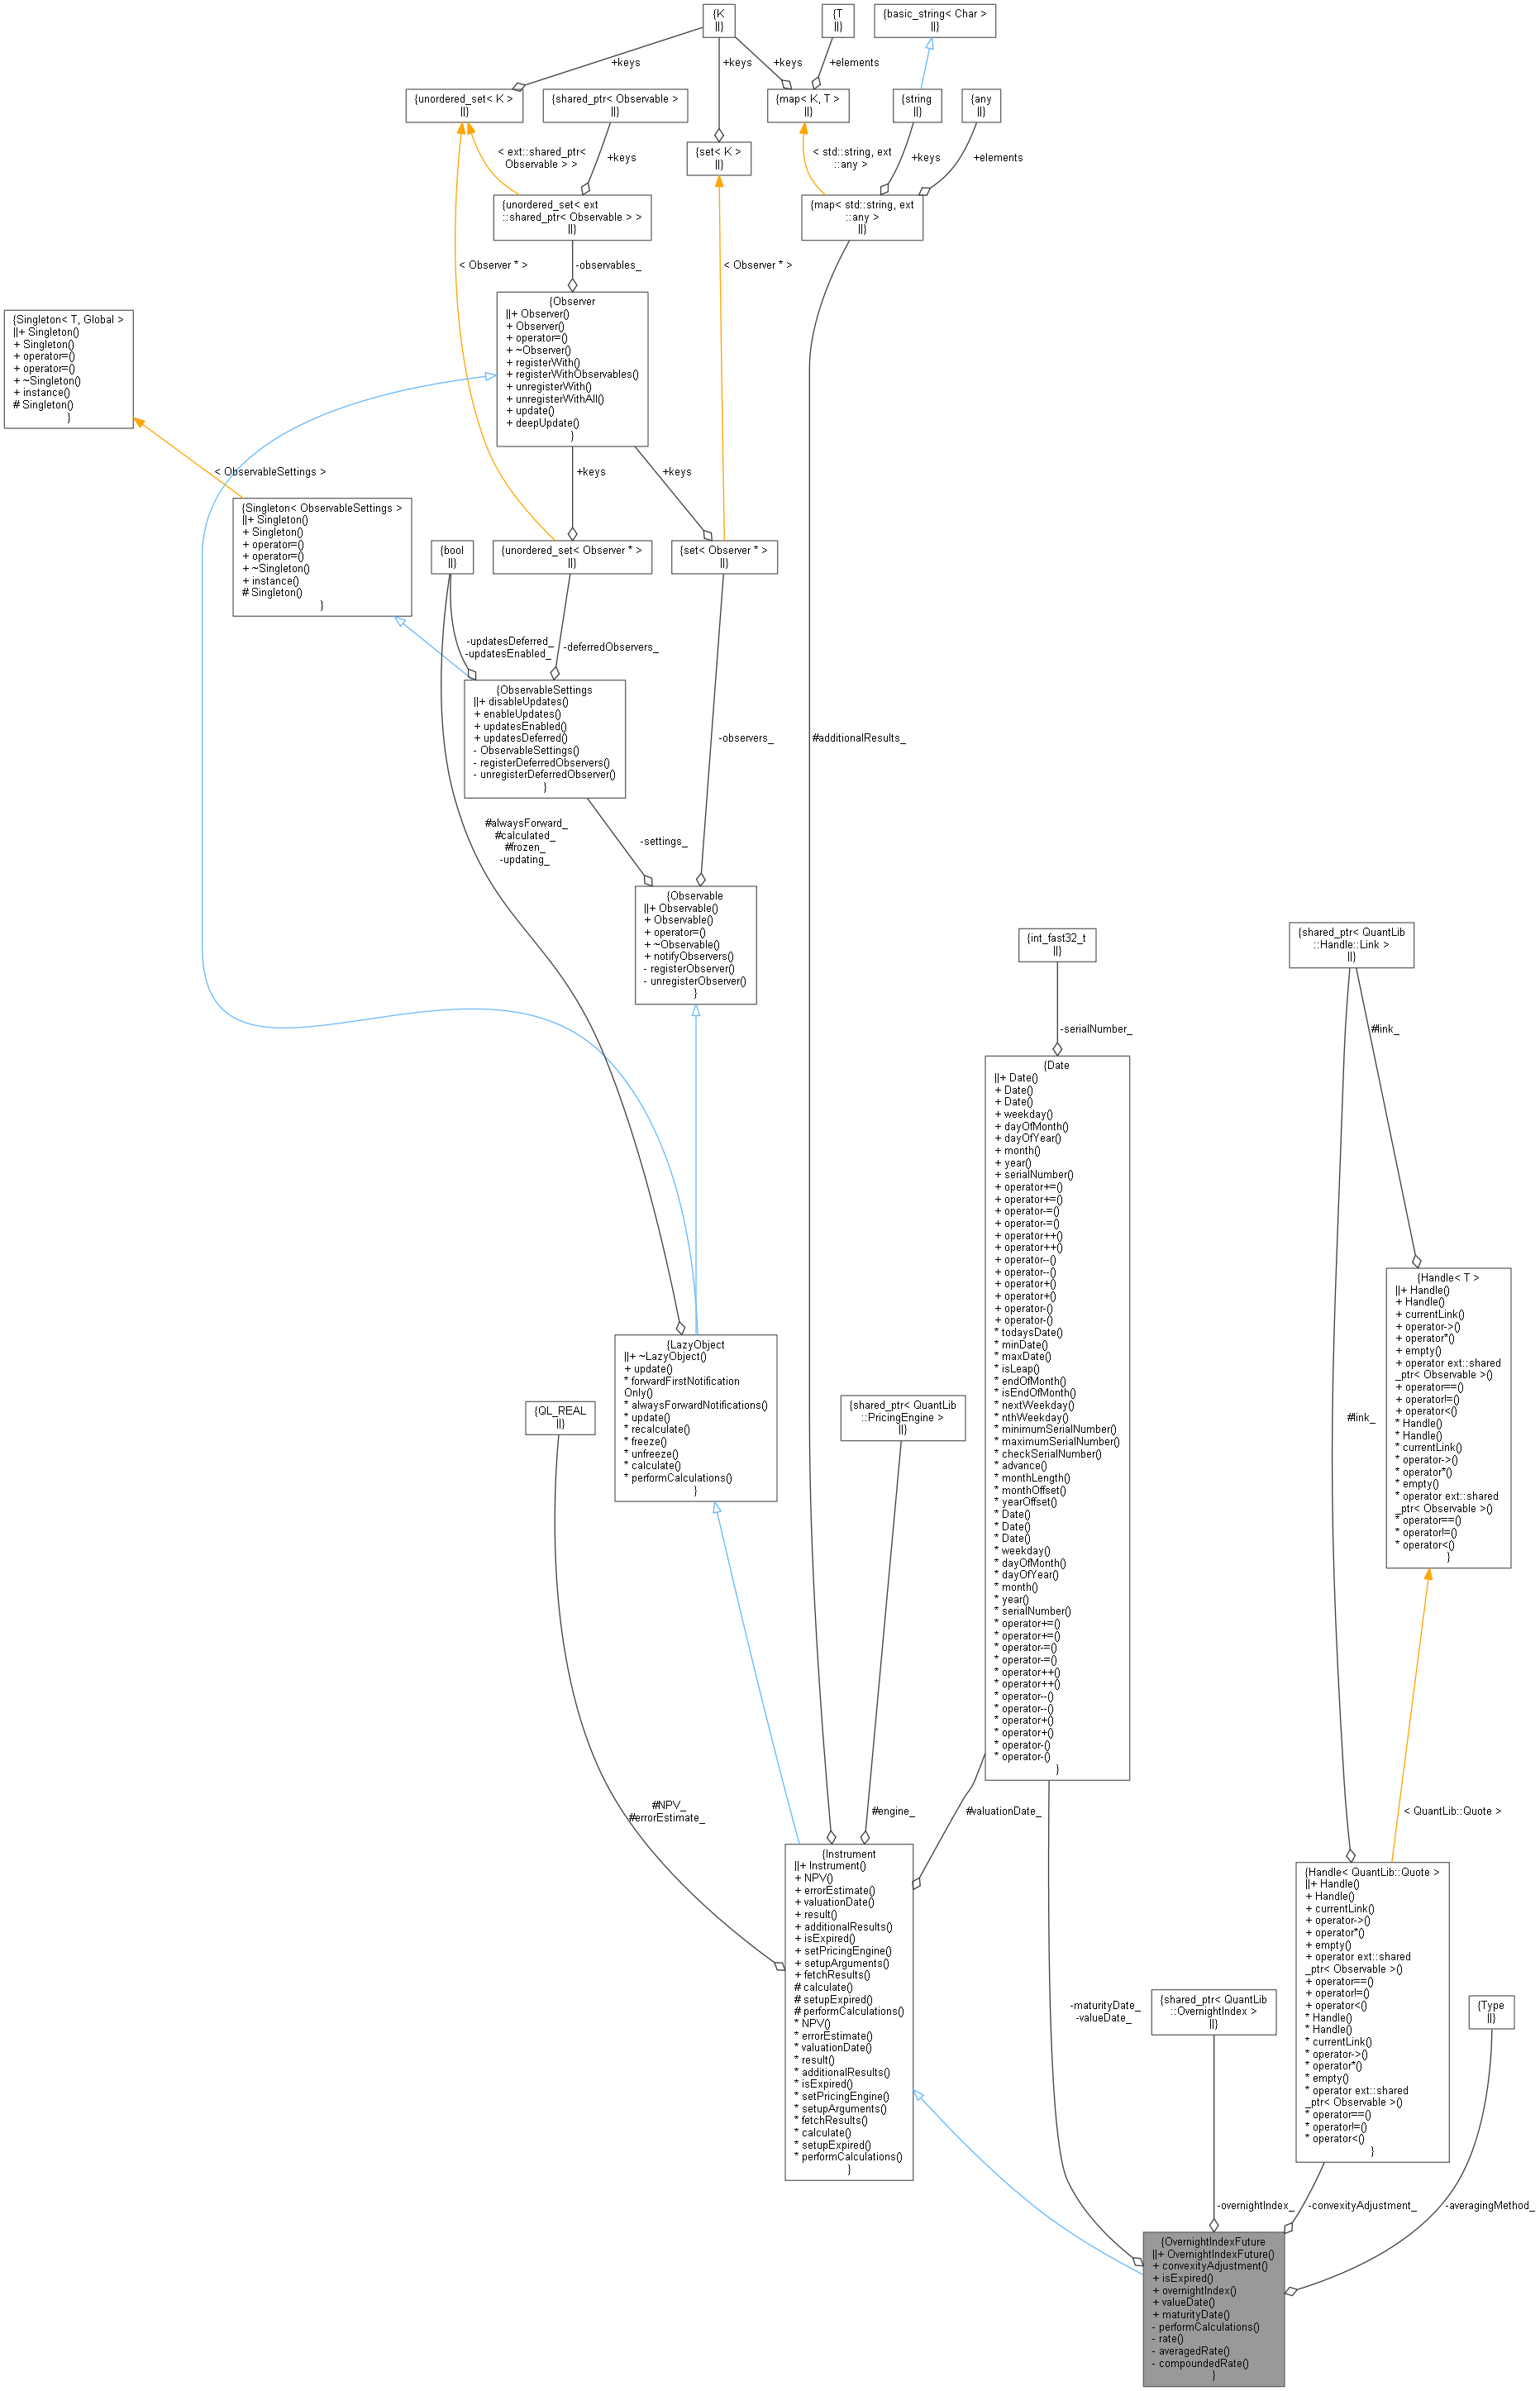 {K
||}
{T
||}
{basic_string< Char >
||}
+keys
+keys
+keys
+elements
{unordered_set< K >
||}
{shared_ptr< Observable >
||}
{map< K, T >
||}
{string
||}
{any
||}
{set< K >
||}
< ext::shared_ptr<
Observable > >
+keys
< std::string, ext
::any >
+keys
+elements
{unordered_set< ext
::shared_ptr< Observable > >
||}
{map< std::string, ext
::any >
||}
< Observer * >
-observables_
< Observer * >
{Observer
||+ Observer()
+ Observer()
+ operator=()
+ ~Observer()
+ registerWith()
+ registerWithObservables()
+ unregisterWith()
+ unregisterWithAll()
+ update()
+ deepUpdate()
}
{Singleton< T, Global >
||+ Singleton()
+ Singleton()
+ operator=()
+ operator=()
+ ~Singleton()
+ instance()
# Singleton()
}
< ObservableSettings >
+keys
+keys
{Singleton< ObservableSettings >
||+ Singleton()
+ Singleton()
+ operator=()
+ operator=()
+ ~Singleton()
+ instance()
# Singleton()
}
{bool
||}
{unordered_set< Observer * >
||}
{set< Observer * >
||}
-updatesDeferred_
-updatesEnabled_
-deferredObservers_
{ObservableSettings
||+ disableUpdates()
+ enableUpdates()
+ updatesEnabled()
+ updatesDeferred()
- ObservableSettings()
- registerDeferredObservers()
- unregisterDeferredObserver()
}
-observers_
#additionalResults_
#alwaysForward_
#calculated_
#frozen_
-updating_
-settings_
{Observable
||+ Observable()
+ Observable()
+ operator=()
+ ~Observable()
+ notifyObservers()
- registerObserver()
- unregisterObserver()
}
{int_fast32_t
||}
{shared_ptr< QuantLib
::Handle::Link >
||}
-serialNumber_
#link_
{Date
||+ Date()
+ Date()
+ Date()
+ weekday()
+ dayOfMonth()
+ dayOfYear()
+ month()
+ year()
+ serialNumber()
+ operator+=()
+ operator+=()
+ operator-=()
+ operator-=()
+ operator++()
+ operator++()
+ operator--()
+ operator--()
+ operator+()
+ operator+()
+ operator-()
+ operator-()
* todaysDate()
* minDate()
* maxDate()
* isLeap()
* endOfMonth()
* isEndOfMonth()
* nextWeekday()
* nthWeekday()
* minimumSerialNumber()
* maximumSerialNumber()
* checkSerialNumber()
* advance()
* monthLength()
* monthOffset()
* yearOffset()
* Date()
* Date()
* Date()
* weekday()
* dayOfMonth()
* dayOfYear()
* month()
* year()
* serialNumber()
* operator+=()
* operator+=()
* operator-=()
* operator-=()
* operator++()
* operator++()
* operator--()
* operator--()
* operator+()
* operator+()
* operator-()
* operator-()
}
{Handle< T >
||+ Handle()
+ Handle()
+ currentLink()
+ operator->()
+ operator*()
+ empty()
+ operator ext::shared
_ptr< Observable >()
+ operator==()
+ operator!=()
+ operator<()
* Handle()
* Handle()
* currentLink()
* operator->()
* operator*()
* empty()
* operator ext::shared
_ptr< Observable >()
* operator==()
* operator!=()
* operator<()
}
{LazyObject
||+ ~LazyObject()
+ update()
* forwardFirstNotification
Only()
* alwaysForwardNotifications()
* update()
* recalculate()
* freeze()
* unfreeze()
* calculate()
* performCalculations()
}
{QL_REAL
||}
{shared_ptr< QuantLib
::PricingEngine >
||}
#link_
#NPV_
#errorEstimate_
#engine_
#valuationDate_
< QuantLib::Quote >
{Instrument
||+ Instrument()
+ NPV()
+ errorEstimate()
+ valuationDate()
+ result()
+ additionalResults()
+ isExpired()
+ setPricingEngine()
+ setupArguments()
+ fetchResults()
# calculate()
# setupExpired()
# performCalculations()
* NPV()
* errorEstimate()
* valuationDate()
* result()
* additionalResults()
* isExpired()
* setPricingEngine()
* setupArguments()
* fetchResults()
* calculate()
* setupExpired()
* performCalculations()
}
{Handle< QuantLib::Quote >
||+ Handle()
+ Handle()
+ currentLink()
+ operator->()
+ operator*()
+ empty()
+ operator ext::shared
_ptr< Observable >()
+ operator==()
+ operator!=()
+ operator<()
* Handle()
* Handle()
* currentLink()
* operator->()
* operator*()
* empty()
* operator ext::shared
_ptr< Observable >()
* operator==()
* operator!=()
* operator<()
}
-maturityDate_
-valueDate_
{shared_ptr< QuantLib
::OvernightIndex >
||}
{Type
||}
-overnightIndex_
-convexityAdjustment_
-averagingMethod_
{OvernightIndexFuture
||+ OvernightIndexFuture()
+ convexityAdjustment()
+ isExpired()
+ overnightIndex()
+ valueDate()
+ maturityDate()
- performCalculations()
- rate()
- averagedRate()
- compoundedRate()
}